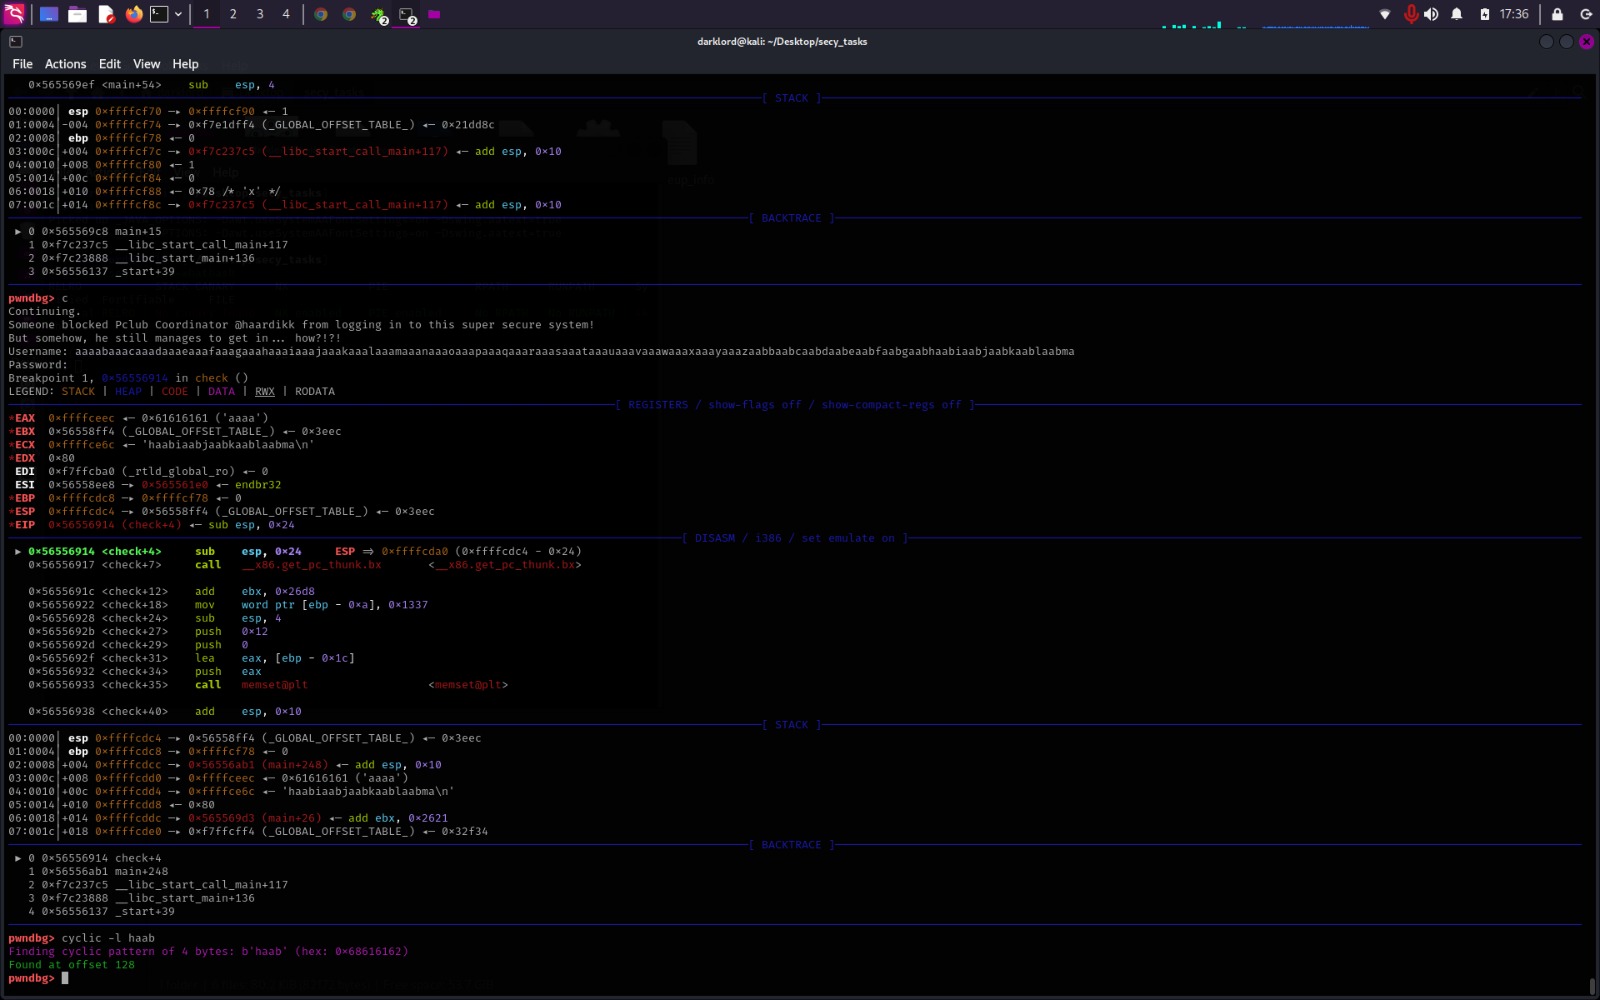 1 2 3 4 2 2 17:36
darklord@kali: ~/Desktop/secy_tasks
File Actions Edit View Help
0×565569ef <main+54> sub esp, 4
[ STACK ]
00:0000│ esp 0×ffffcf70 —▸ 0×ffffcf90 ◂— 1
01:0004│-004 0×ffffcf74 —▸ 0×f7e1dff4 (_GLOBAL_OFFSET_TABLE_) ◂— 0×21dd8c
02:0008│ ebp 0×ffffcf78 ◂— 0
03:000c│+004 0×ffffcf7c —▸ 0×f7c237c5 (__libc_start_call_main+117) ◂— add esp, 0×10
04:0010│+008 0×ffffcf80 ◂— 1
05:0014│+00c 0×ffffcf84 ◂— 0
06:0018│+010 0×ffffcf88 ◂— 0×78 /* 'x' */
07:001c│+014 0×ffffcf8c —▸ 0×f7c237c5 (__libc_start_call_main+117) ◂— add esp, 0×10
[ BACKTRACE ]
► 0 0×565569c8 main+15
1 0×f7c237c5 __libc_start_call_main+117
2 0×f7c23888 __libc_start_main+136
3 0×56556137 _start+39
pwndbg> c
Continuing.
Someone blocked Pclub Coordinator @haardikk from logging in to this super secure system!
But somehow, he still manages to get in... how?!?!
Username: aaaabaaacaaadaaaeaaafaaagaaahaaaiaaajaaakaaalaaamaaanaaaoaaapaaaqaaaraaasaaataaauaaavaaawaaaxaaayaaazaabbaabcaabdaabeaabfaabgaabhaabiaabjaabkaablaabma
Password:
Breakpoint 1, 0×56556914 in check ()
LEGEND: STACK | HEAP | CODE | DATA | RWX | RODATA
[ REGISTERS / show-flags off / show-compact-regs off ]
*EAX 0×ffffceec ◂— 0×61616161 ('aaaa')
*EBX 0×56558ff4 (_GLOBAL_OFFSET_TABLE_) ◂— 0×3eec
*ECX 0×ffffce6c ◂— 'haabiaabjaabkaablaabma\n'
*EDX 0×80
EDI 0×f7ffcba0 (_rtld_global_ro) ◂— 0
ESI 0×56558ee8 —▸ 0×565561e0 ◂— endbr32
*EBP 0×ffffcdc8 —▸ 0×ffffcf78 ◂— 0
*ESP 0×ffffcdc4 —▸ 0×56558ff4 (_GLOBAL_OFFSET_TABLE_) ◂— 0×3eec
*EIP 0×56556914 (check+4) ◂— sub esp, 0×24
[ DISASM / i386 / set emulate on ]
► 0×56556914 <check+4> sub esp, 0×24 ESP ⇒ 0×ffffcda0 (0×ffffcdc4 - 0×24)
0×56556917 <check+7> call __x86.get_pc_thunk.bx <__x86.get_pc_thunk.bx>
0×5655691c <check+12> add ebx, 0×26d8
0×56556922 <check+18> mov word ptr [ebp - 0×a], 0×1337
0×56556928 <check+24> sub esp, 4
0×5655692b <check+27> push 0×12
0×5655692d <check+29> push 0
0×5655692f <check+31> lea eax, [ebp - 0×1c]
0×56556932 <check+34> push eax
0×56556933 <check+35> call memset@plt <memset@plt>
0×56556938 <check+40> add esp, 0×10
[ STACK ]
00:0000│ esp 0×ffffcdc4 —▸ 0×56558ff4 (_GLOBAL_OFFSET_TABLE_) ◂— 0×3eec
01:0004│ ebp 0×ffffcdc8 —▸ 0×ffffcf78 ◂— 0
02:0008│+004 0×ffffcdcc —▸ 0×56556ab1 (main+248) ◂— add esp, 0×10
03:000c│+008 0×ffffcdd0 —▸ 0×ffffceec ◂— 0×61616161 ('aaaa')
04:0010│+00c 0×ffffcdd4 —▸ 0×ffffce6c ◂— 'haabiaabjaabkaablaabma\n'
05:0014│+010 0×ffffcdd8 ◂— 0×80
06:0018│+014 0×ffffcddc —▸ 0×565569d3 (main+26) ◂— add ebx, 0×2621
07:001c│+018 0×ffffcde0 —▸ 0×f7ffcff4 (_GLOBAL_OFFSET_TABLE_) ◂— 0×32f34
[ BACKTRACE ]
► 0 0×56556914 check+4
1 0×56556ab1 main+248
2 0×f7c237c5 __libc_start_call_main+117
3 0×f7c23888 __libc_start_main+136
4 0×56556137 _start+39
pwndbg> cyclic -l haab
Finding cyclic pattern of 4 bytes: b'haab' (hex: 0×68616162)
Found at offset 128
pwndbg>